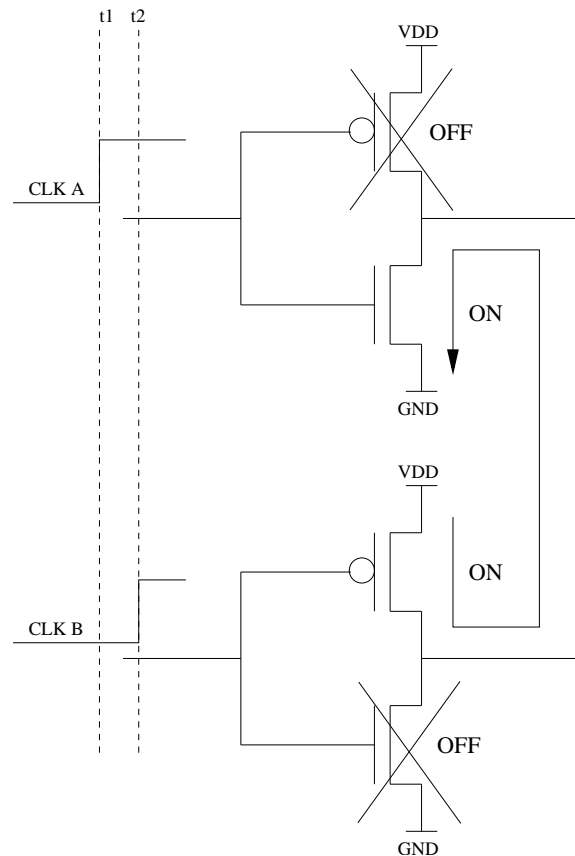 t1 t2
VDD
OFF
CLK A
ON
GND
VDD
ON
CLK B
OFF
GND